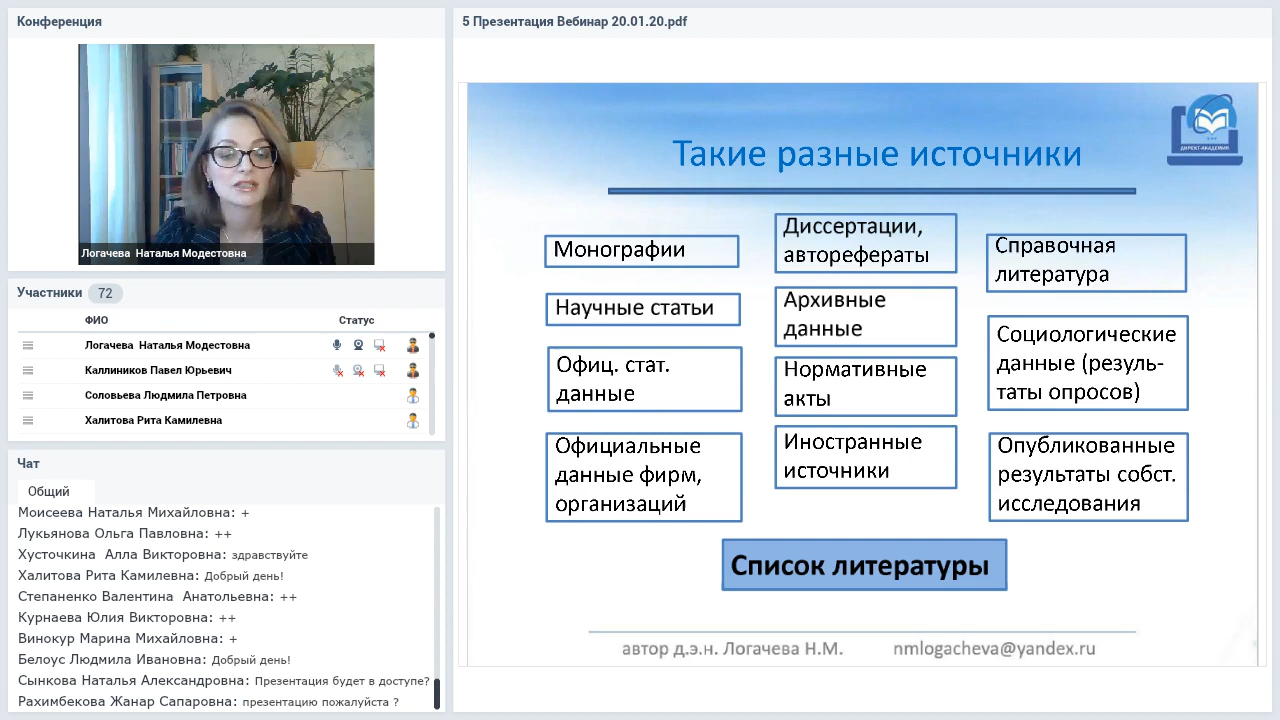 Конференция
Логачева Наталья Модестовна
Участники 72
ФИО Статус
Логачева Наталья Модестовна
Каллиников Павел Юрьевич
Соловьева Людмила Петровна
Халитова Рита Камилевна
Чат
Общий
Моисеева Наталья Михайловна: +
Лукьянова Ольга Павловна: ++
Хусточкина Алла Викторовна: здравствуйте
Халитова Рита Камилевна: Добрый день!
Степаненко Валентина Анатольевна: ++
Курнаева Юлия Викторовна: ++
Винокур Марина Михайловна: +
Белоус Людмила Ивановна: Добрый день!
Сынкова Наталья Александровна: Презентация будет в доступе?
Рахимбекова Жанар Сапаровна: презентацию пожалуйста ?
5 Презентация Вебинар 20.01.20.pdf
ДИРЕКТ-АКАДЕМИЯ
Такие разные источники
Монографии
Научные статьи
Офиц. стат.
данные
Официальные
данные фирм,
организаций
Диссертации,
авторефераты
Архивные
данные
Нормативные
акты
Иностранные
источники
Справочная
литература
Социологические
данные (резуль-
таты опросов)
Опубликованные
результаты собст.
исследования
Список литературы
автор д.э.н. Логачева Н.М. nmlogacheva@yandex.ru